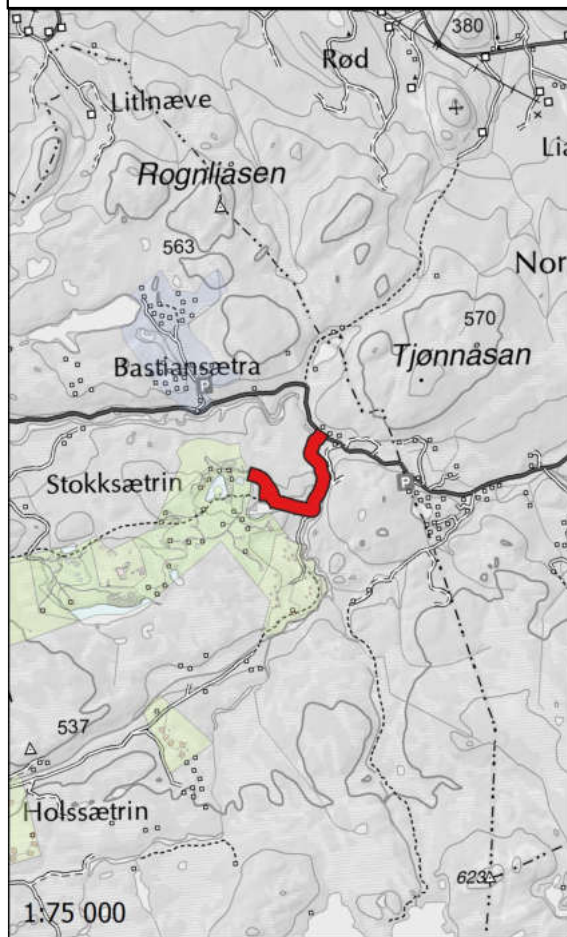 380
Rød
Litlnæve
Lia
Rognliåsen
563
Nor
570
Bastiansætra
Tjønnåsan
P
Stokksætrin
P
537
Holssætrin
623
1:75 000